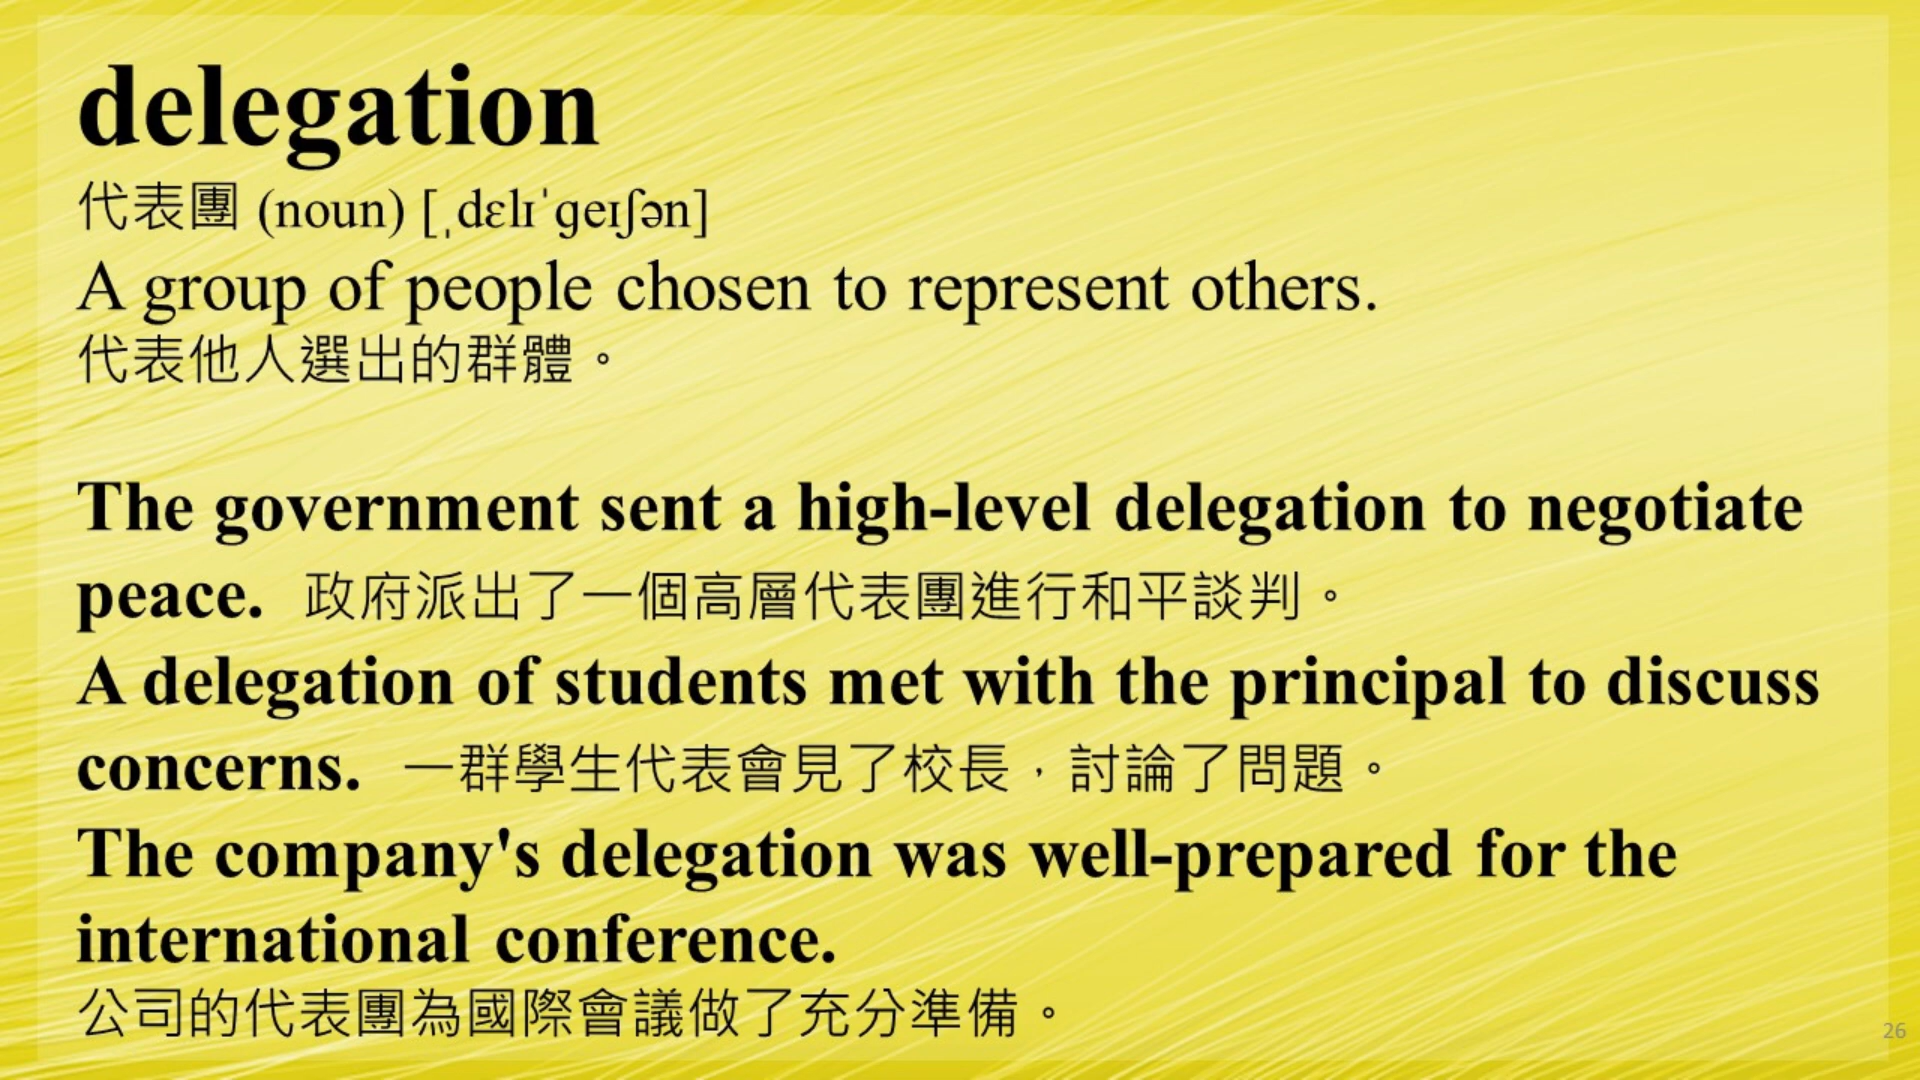 delegation
代表團 (noun) [ˌdɛlɪˈɡeɪʃən]
A group of people chosen to represent others.
代表他人選出的群體。
The government sent a high-level delegation to negotiate
peace. 政府派出了一個高層代表團進行和平談判。
A delegation of students met with the principal to discuss
concerns. 一群學生代表會見了校長，討論了問題。
The company's delegation was well-prepared for the
international conference.
公司的代表團為國際會議做了充分準備。
26